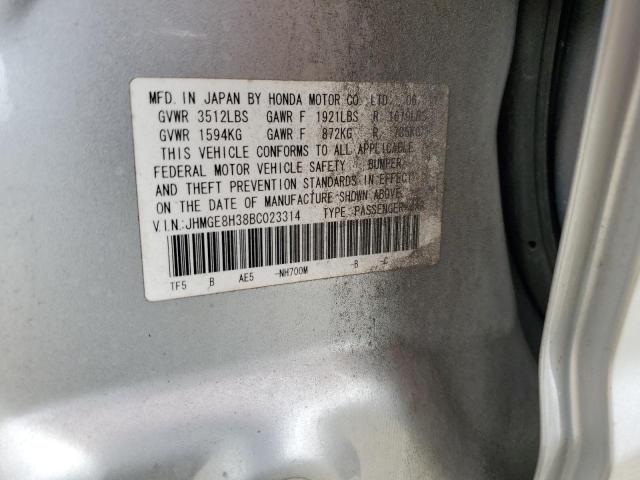 MFD. IN JAPAN BY HONDA MOTOR CO., LTD. 06/
GVWR 3512LBS GAWR F 1921LBS R 1676LBS
GVWR 1594KG GAWR F 872KG R
THIS VEHICLE CONFORMS TO ALL APPLICABLE
FEDERAL MOTOR VEHICLE SAFETY BUMPER
AND THEFT PREVENTION STANDARDS IN EFFECT
ON THE DATE OF MANUFACTURE SHOWN ABOVE.
V.I.N.:JHMGE8H38BC023314 TYPE: PASSENGER
TF5 B AE5 -NH700M -B -C